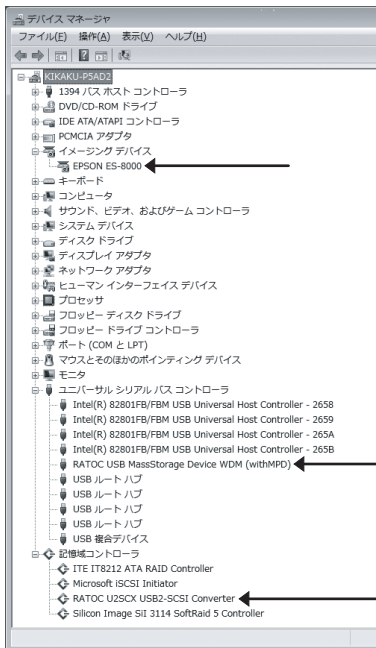 デバイス マネージャ
ファイル(F) 操作(A) 表示(V) ヘルプ(H)
KIKAKU-P5AD2
1394 バス ホスト コントローラ
DVD/CD-ROM ドライブ
IDE ATA/ATAPI コントローラ
PCMCIA アダプタ
イメージング デバイス
EPSON ES-8000
キーボード
コンピュータ
サウンド、ビデオ、およびゲーム コントローラ
システム デバイス
ディスク ドライブ
ディスプレイ アダプタ
ネットワーク アダプタ
ヒューマン インターフェイス デバイス
プロセッサ
フロッピー ディスク ドライブ
フロッピー ドライブ コントローラ
ポート (COM と LPT)
マウスとそのほかのポインティング デバイス
モニタ
ユニバーサル シリアル バス コントローラ
Intel(R) 82801FB/FBM USB Universal Host Controller - 2658
Intel(R) 82801FB/FBM USB Universal Host Controller - 2659
Intel(R) 82801FB/FBM USB Universal Host Controller - 265A
Intel(R) 82801FB/FBM USB Universal Host Controller - 265B
RATOC USB MassStorage Device WDM (withMPD)
USB ルート ハブ
USB ルート ハブ
USB ルート ハブ
USB ルート ハブ
USB 複合デバイス
記憶域コントローラ
ITE IT8212 ATA RAID Controller
Microsoft iSCSI Initiator
RATOC U2SCX USB2-SCSI Converter
Silicon Image SiI 3114 SoftRaid 5 Controller